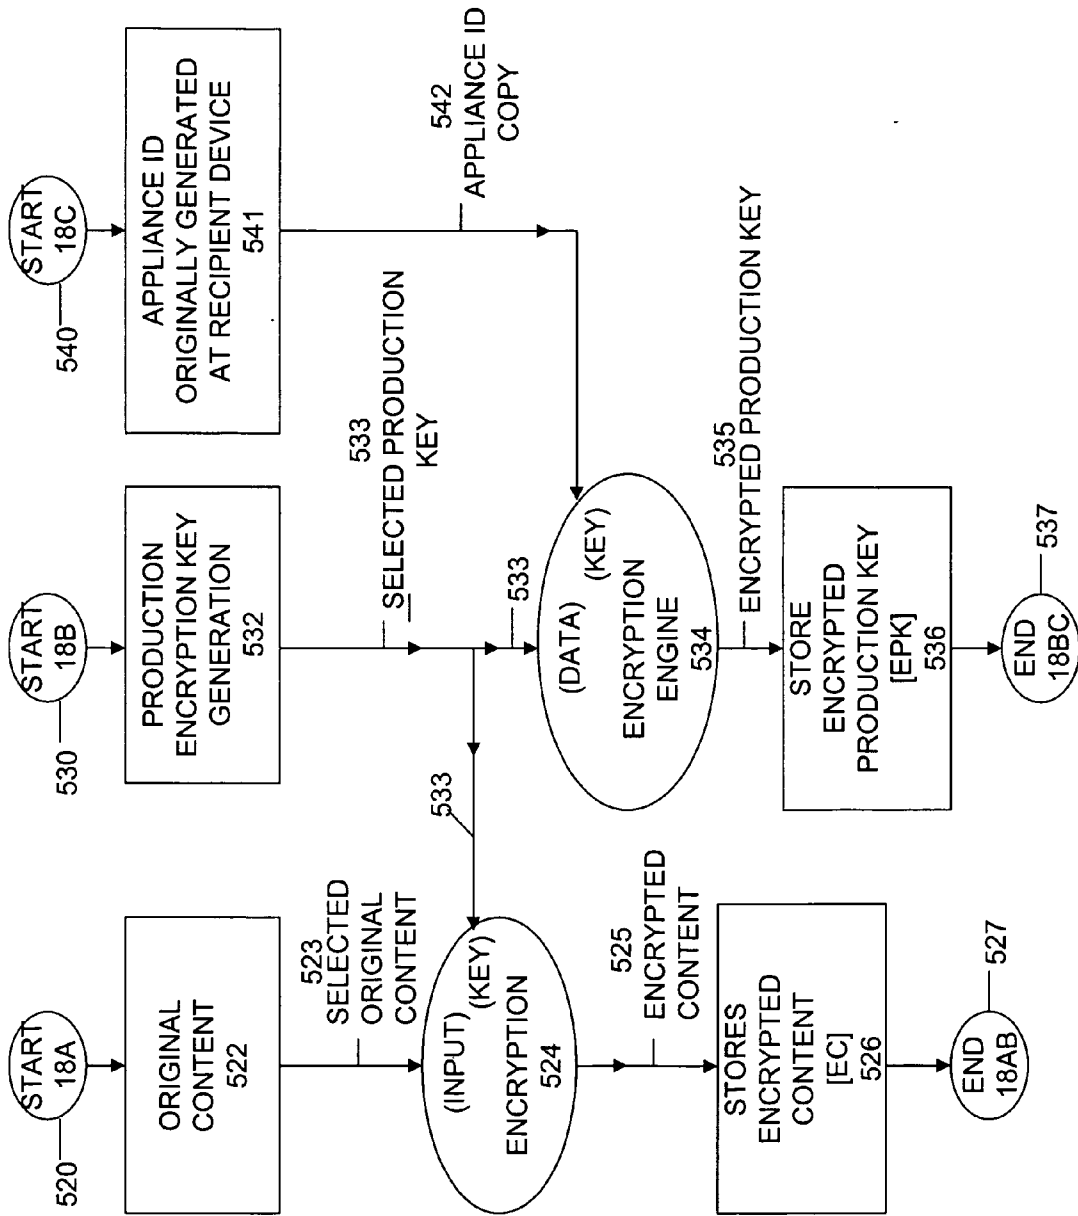 START
18A
520
ORIGINAL
CONTENT
522
523
SELECTED
ORIGINAL
CONTENT
(INPUT)
(KEY)
ENCRYPTION
524
525
ENCRYPTED
CONTENT
STORES
ENCRYPTED
CONTENT
[EC]
526
END
18AB
527
START
18B
530
PRODUCTION
ENCRYPTION KEY
GENERATION
532
533
SELECTED PRODUCTION
KEY
533
533
(DATA)
(KEY)
ENCRYPTION
ENGINE
534
535
ENCRYPTED PRODUCTION KEY
STORE
ENCRYPTED
PRODUCTION KEY
[EPK]
536
END
18BC
537
START
18C
540
APPLIANCE ID
ORIGINALLY GENERATED
AT RECIPIENT DEVICE
541
542
APPLIANCE ID
COPY